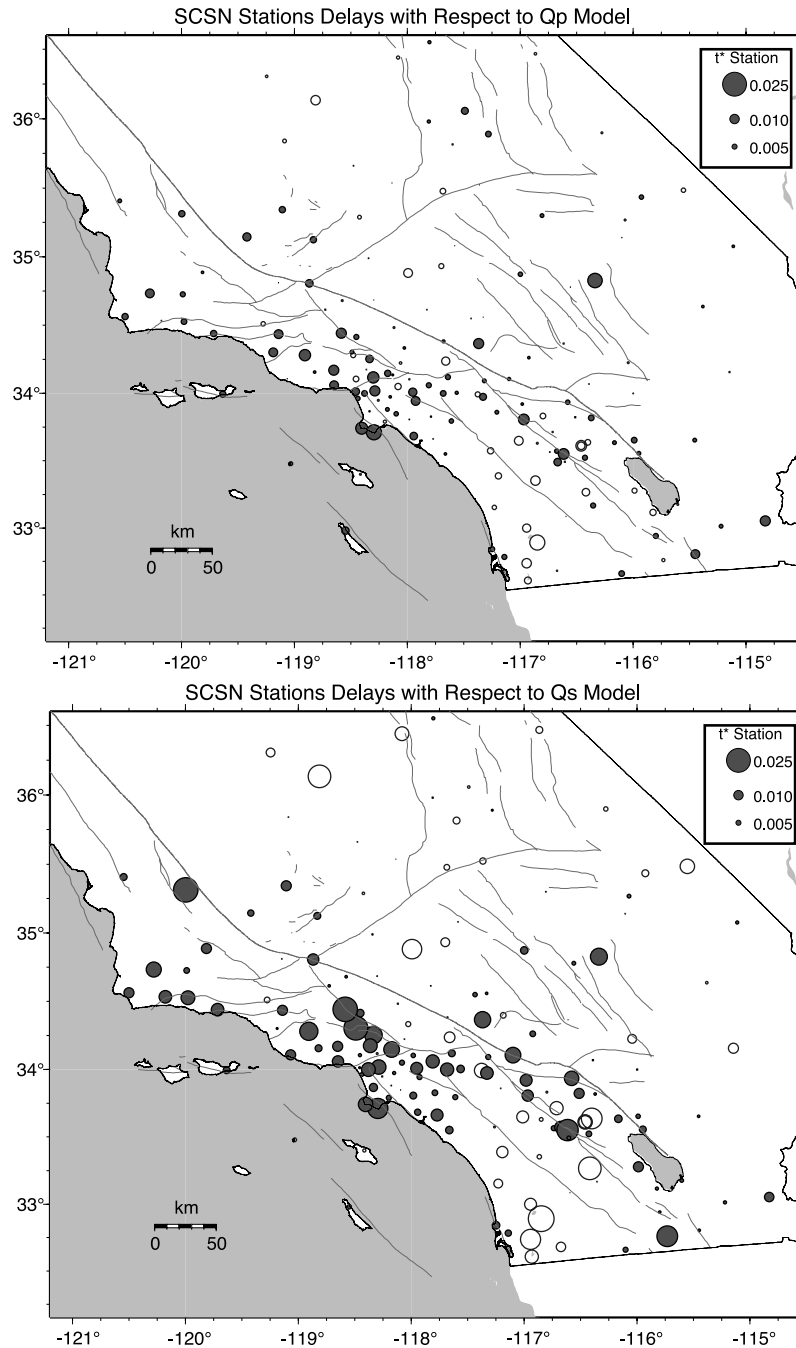 SCSN Stations Delays with Respect to Qp Model
t* Station
0.025
0.010
0.005
36°
35°
34°
33°
km
0 50
-121° -120° -119° -118° -117° -116° -115°
SCSN Stations Delays with Respect to Qs Model
t* Station
0.025
0.010
0.005
36°
35°
34°
33°
km
0 50
-121° -120° -119° -118° -117° -116° -115°